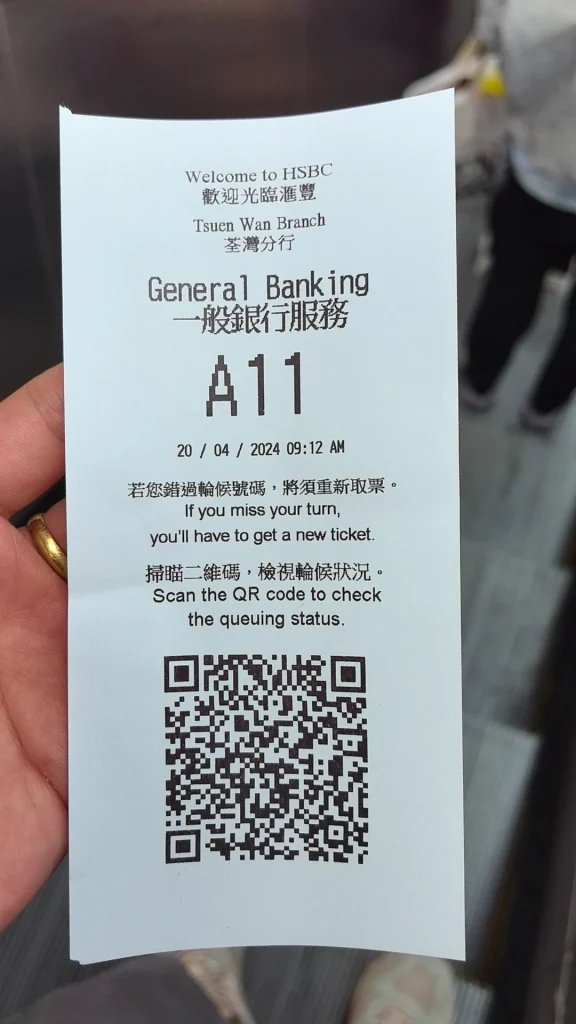 Welcome to HSBC
歡迎光臨滙豐
Tsuen Wan Branch
荃灣分行
General Banking
一般銀行服務
A11
20 / 04 / 2024 09:12 AM
若您錯過輪候號碼，將須重新取票。
If you miss your turn,
you'll have to get a new ticket.
掃瞄二維碼，檢視輪候狀況。
Scan the QR code to check
the queuing status.